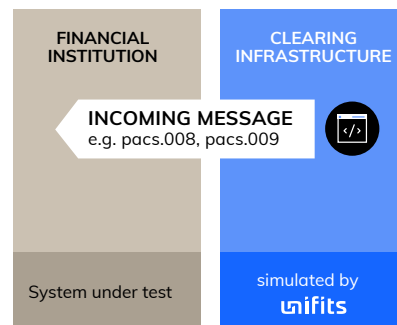 FINANCIAL
INSTITUTION
CLEARING
INFRASTRUCTURE
INCOMING MESSAGE
e.g. pacs.008, pacs.009
</>
System under test
simulated by
unifits